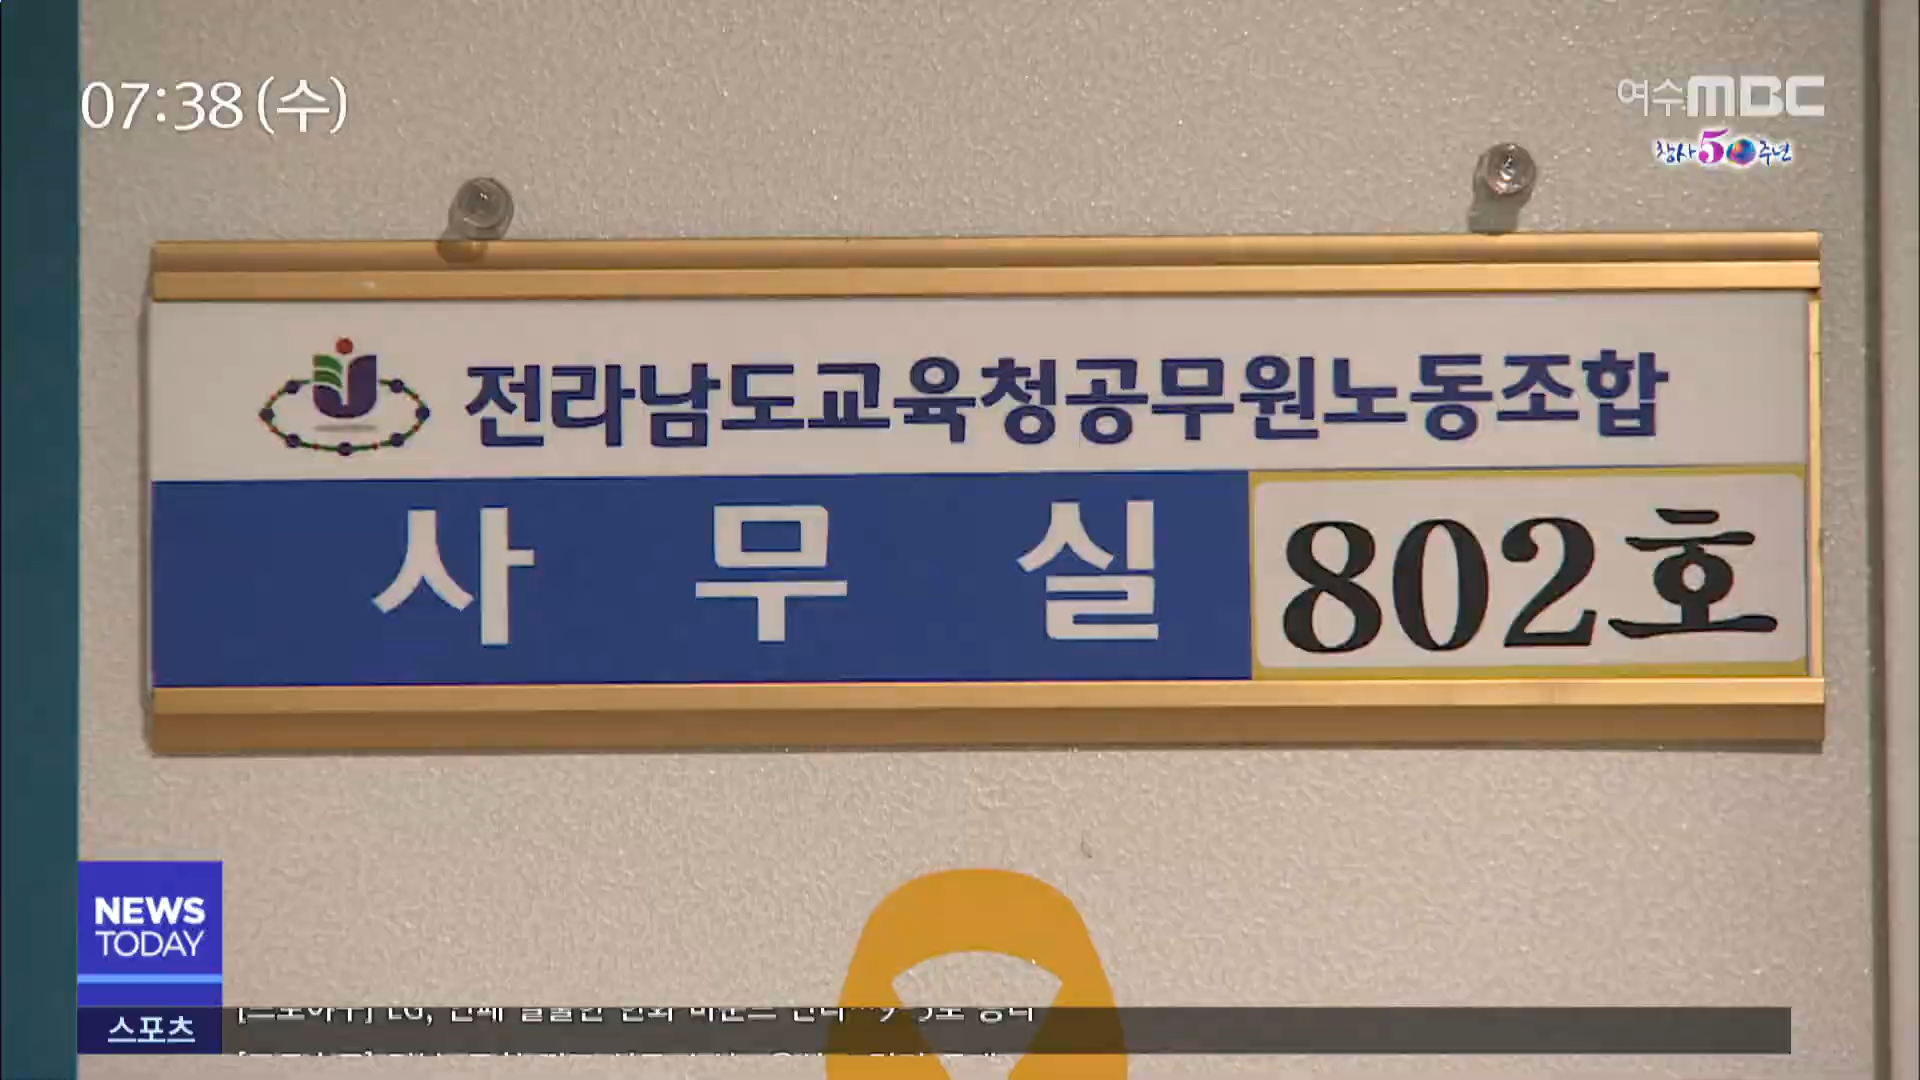 07:38 (수)
여수MBC
창사50주년
전라남도교육청공무원노동조합
사 무 실
802호
NEWS
TODAY
스포츠